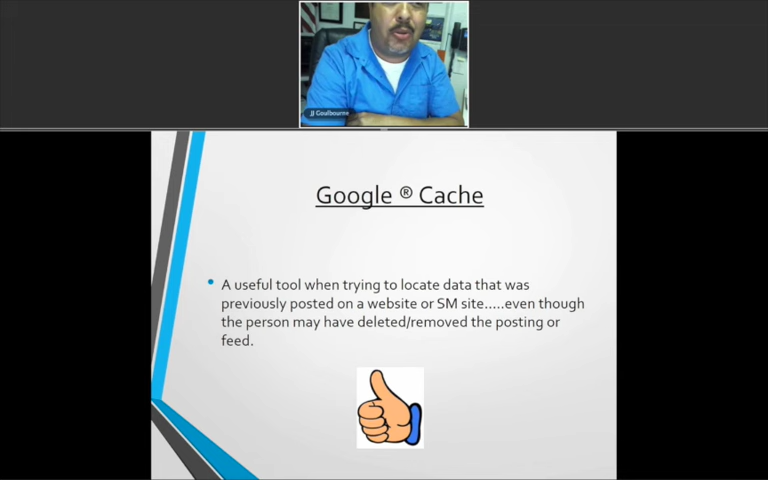 JJ Coulbourne
Google ® Cache
• A useful tool when trying to locate data that was
previously posted on a website or SM site.....even though
the person may have deleted/removed the posting or
feed.